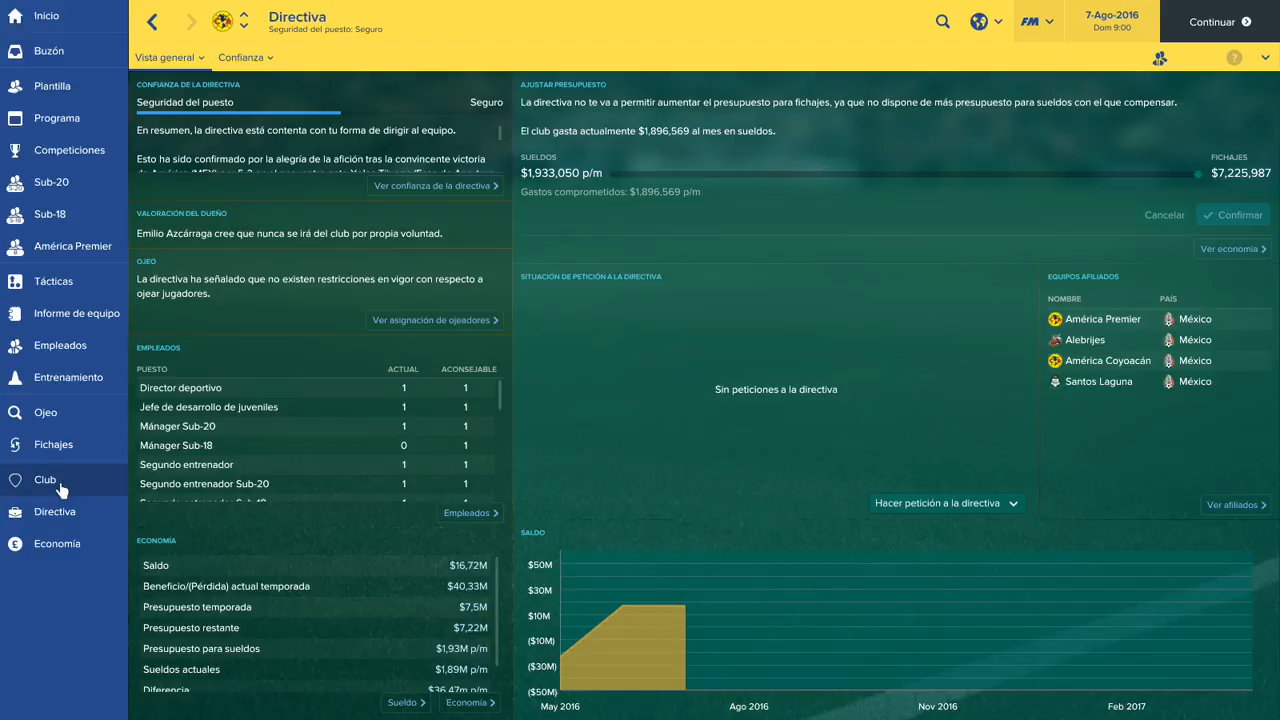 Inicio
Buzón
Plantilla
Programa
Competiciones
Sub-20
Sub-18
América Premier
Tácticas
Informe de equipo
Empleados
Entrenamiento
Ojeo
Fichajes
Club
Directiva
Economía
Directiva
Seguridad del puesto: Seguro
FM
7-Ago-2016
Dom 9:00
Continuar
Vista general
Confianza
CONFIANZA DE LA DIRECTIVA
Seguridad del puesto Seguro
En resumen, la directiva está contenta con tu forma de dirigir al equipo.
Esto ha sido confirmado por la alegría de la afición tras la convincente victoria
Ver confianza de la directiva
VALORACIÓN DEL DUEÑO
Emilio Azcárraga cree que nunca se irá del club por propia voluntad.
OJEO
La directiva ha señalado que no existen restricciones en vigor con respecto a
ojear jugadores.
Ver asignación de ojeadores
EMPLEADOS
PUESTO ACTUAL ACONSEJABLE
Director deportivo 1 1
Jefe de desarrollo de juveniles 1 1
Mánager Sub-20 1 1
Mánager Sub-18 0 1
Segundo entrenador 1 1
Segundo entrenador Sub-20 1 1
Segundo entrenador Sub-18 1 1
Empleados
ECONOMÍA
Saldo $16,72M
Beneficio/(Pérdida) actual temporada $40,33M
Presupuesto temporada $7,5M
Presupuesto restante $7,22M
Presupuesto para sueldos $1,93M p/m
Sueldos actuales $1,89M p/m
Diferencia $36,47m p/m
Sueldo
Economía
AJUSTAR PRESUPUESTO
La directiva no te va a permitir aumentar el presupuesto para fichajes, ya que no dispone de más presupuesto para sueldos con el que compensar.
El club gasta actualmente $1,896,569 al mes en sueldos.
SUELDOS FICHAJES
$1,933,050 p/m $7,225,987
Gastos comprometidos: $1,896,569 p/m
Cancelar
Confirmar
Ver economía
SITUACIÓN DE PETICIÓN A LA DIRECTIVA
Sin peticiones a la directiva
Hacer petición a la directiva
EQUIPOS AFILIADOS
NOMBRE PAÍS
América Premier México
Alebrijes México
América Coyoacán México
Santos Laguna México
Ver afiliados
SALDO
$50M
$30M
$10M
($10M)
($30M)
($50M)
May 2016 Ago 2016 Nov 2016 Feb 2017